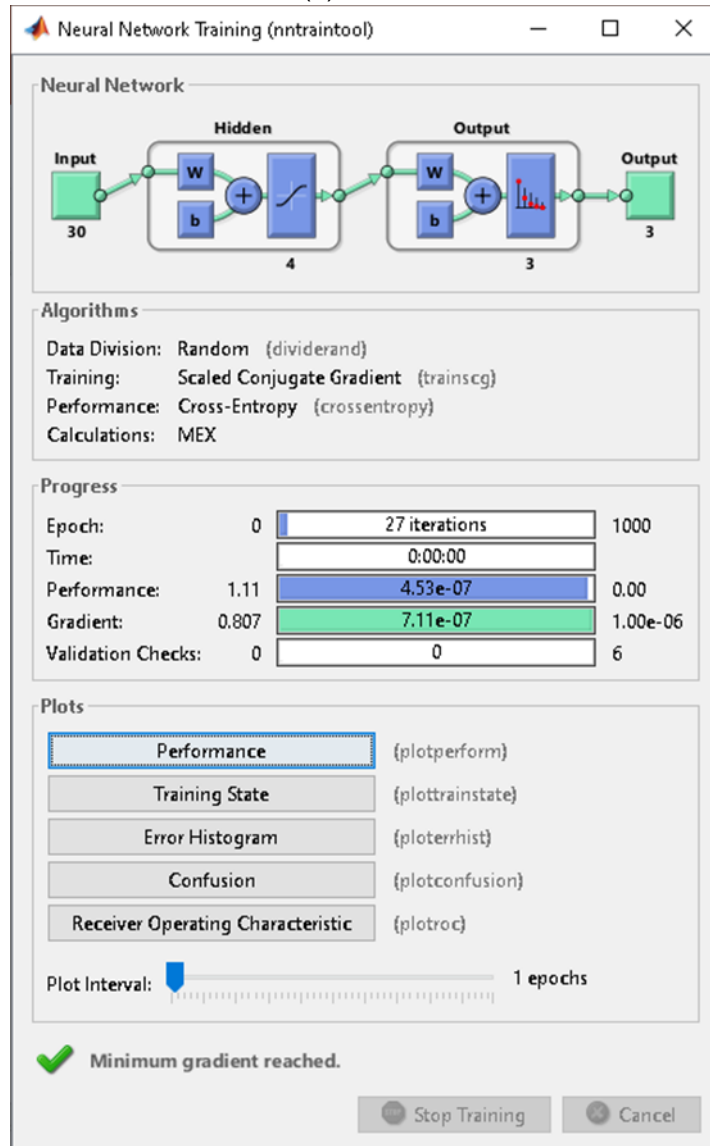 Neural Network Training (nntraintool)
Neural Network
Hidden
Output
Input
Output
W
W
b
b
30
4
3
3
Algorithms
Data Division: Random (dividerand)
Training: Scaled Conjugate Gradient (trainscg)
Performance: Cross-Entropy (crossentropy)
Calculations: MEX
Progress
Epoch: 0 27 iterations 1000
Time: 0:00:00
Performance: 1.11 4.53e-07 0.00
Gradient: 0.807 7.11e-07 1.00e-06
Validation Checks: 0 0 6
Plots
Performance (plotperform)
Training State (plottrainstate)
Error Histogram (ploterrhist)
Confusion (plotconfusion)
Receiver Operating Characteristic (plotroc)
Plot Interval: 1 epochs
Minimum gradient reached.
Stop Training Cancel